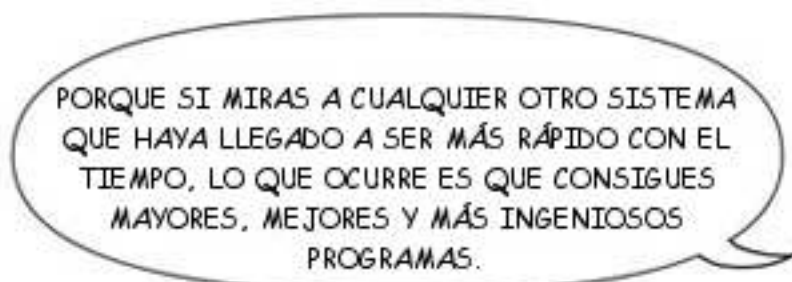 PORQUE SI MIRAS A CUALQUIER OTRO SISTEMA
QUE HAYA LLEGADO A SER MÁS RÁPIDO CON EL
TIEMPO, LO QUE OCURRE ES QUE CONSIGUES
MAYORES, MEJORES Y MÁS INGENIOSOS
PROGRAMAS.